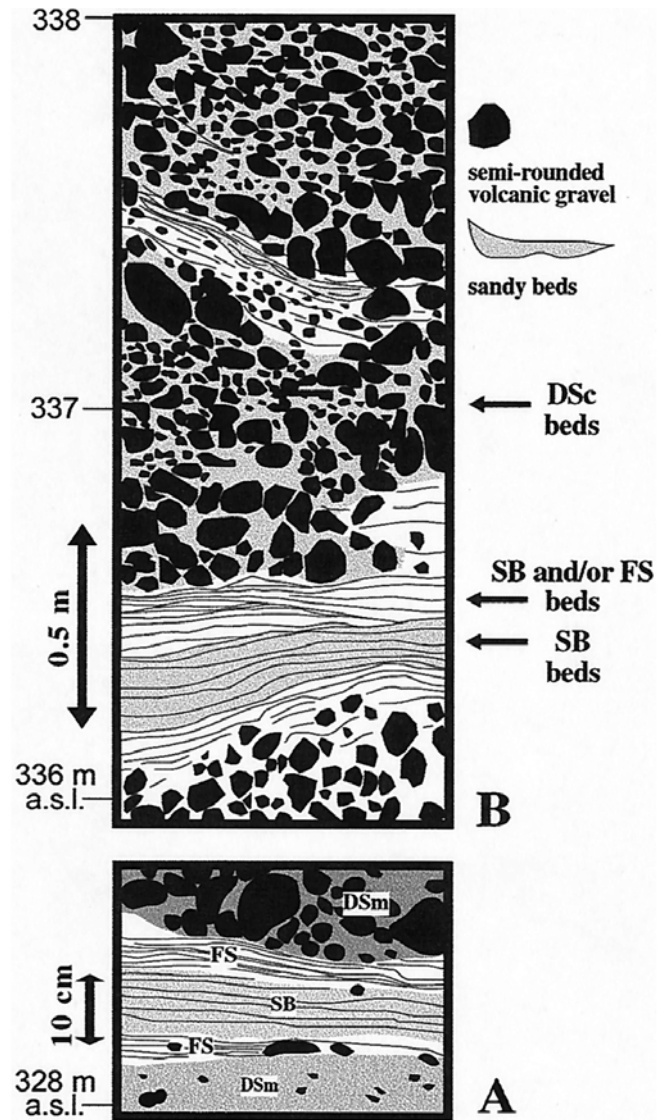 338
semi-rounded
volcanic gravel
sandy beds
337
DSc
beds
SB and/or FS
beds
0.5 m
SB
beds
336 m
a.s.l.
B
DSm
FS
10 cm
SB
FS
328 m
a.s.l.
DSm
A